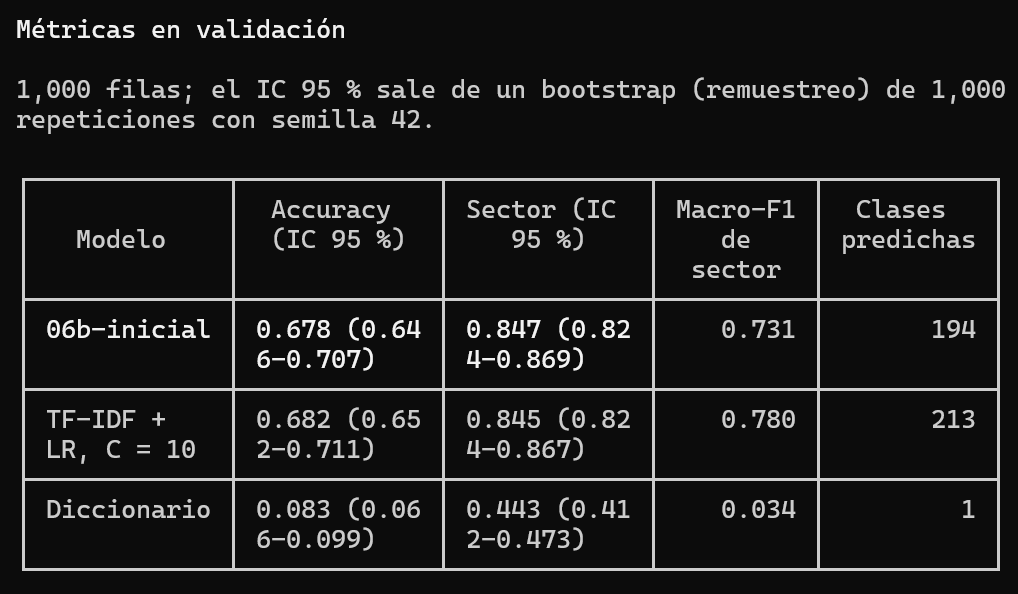 Métricas en validación
1,000 filas; el IC 95 % sale de un bootstrap (remuestreo) de 1,000
repeticiones con semilla 42.
Modelo
Accuracy
(IC 95 %)
Sector (IC
95 %)
Macro-F1
de
sector
Clases
predichas
06b-inicial
0.678 (0.64
6-0.707)
0.847 (0.82
4-0.869)
0.731
194
TF-IDF +
LR, C = 10
0.682 (0.65
2-0.711)
0.845 (0.82
4-0.867)
0.780
213
Diccionario
0.083 (0.06
6-0.099)
0.443 (0.41
2-0.473)
0.034
1